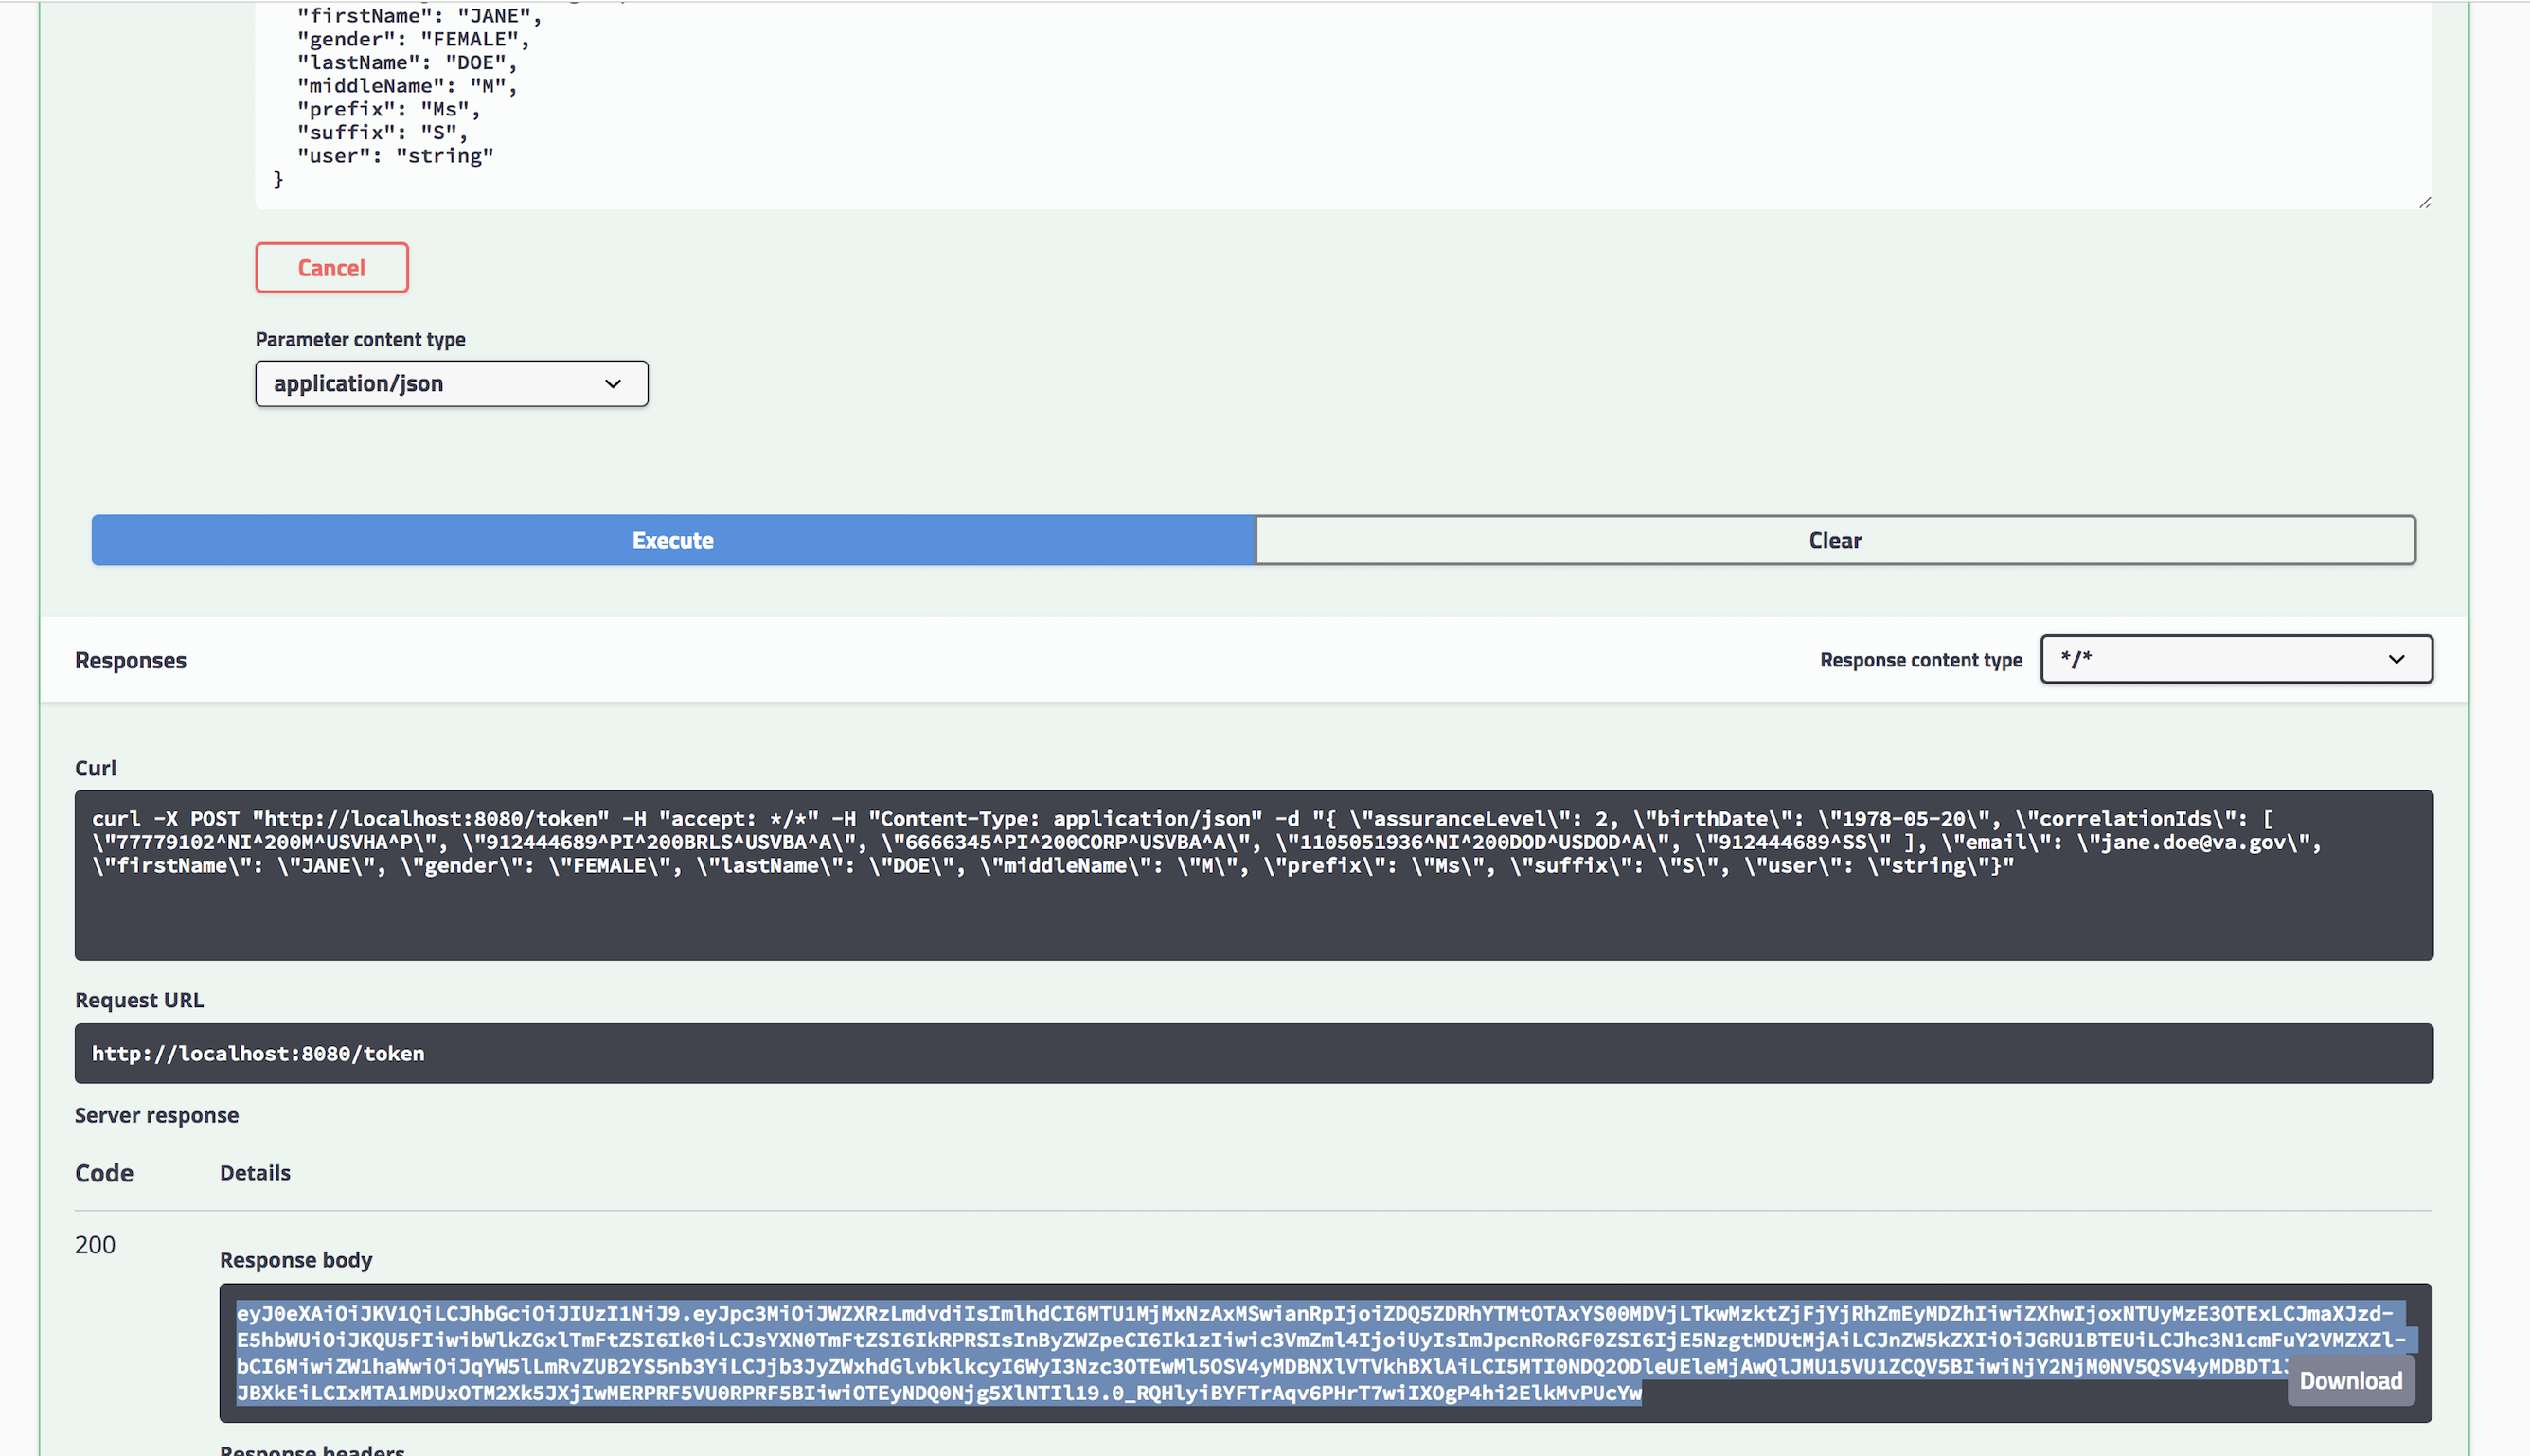 "firstName": "JANE",
"gender": "FEMALE",
"lastName": "DOE",
"middleName": "M",
"prefix": "Ms",
"suffix": "S",
"user": "string"
}
Cancel
Parameter content type
application/json
Execute
Clear
Responses
Response content type
*/*
Curl
curl -X POST "http://localhost:8080/token" -H "accept: */*" -H "Content-Type: application/json" -d "{ \"assuranceLevel\": 2, \"birthDate\": \"1978-05-20\", \"correlationIds\": [
\"77779102^NI^200M^USVHA^P\", \"912444689^PI^200BRLS^USVBA^A\", \"6666345^PI^200CORP^USVBA^A\", \"1105051936^NI^200DOD^USDOD^A\", \"912444689^SS\" ], \"email\": \"jane.doe@va.gov\",
\"firstName\": \"JANE\", \"gender\": \"FEMALE\", \"lastName\": \"DOE\", \"middleName\": \"M\", \"prefix\": \"Ms\", \"suffix\": \"S\", \"user\": \"string\"}"
Request URL
http://localhost:8080/token
Server response
Code
Details
200
Response body
eyJ0eXAiOiJKV1QiLCJhbGciOiJIUzI1NiJ9.eyJpc3MiOiJWZXRzLmdvdiIsImlhdCI6MTU1MjMxNzAxMSwianRpIjoiZDQ5ZDRhYTMtOTAxYS00MDVjLTkwMzktZjFjYjRhZmEyMDZhIiwiZXhwIjoxNTUyMzE3OTExLCJmaXJzd-
E5hbWUiOiJKQU5FIiwibWlkZGxlTmFtZSI6Ik0iLCJsYXN0TmFtZSI6IkRPRSIsInByZWZpeCI6Ik1zIiwic3VmZml4IjoiUyIsImJpcnRoRGF0ZSI6IjE5NzgtMDUtMjAiLCJnZW5kZXIiOiJGRU1BTEUiLCJhc3N1cmFuY2VMZXZl-
bCI6MiwiZW1haWwiOiJqYW5lLmRvZUB2YS5nb3YiLCJjb3JyZWxhdGlvbklkcyI6WyI3Nzc3OTEwMl5OSV4yMDBNXlVTVkhBXlAiLCI5MTI0NDQ2ODleUEleMjAwQlJMU15VU1ZCQV5BIiwiNjY2NjM0NV5QSV4yMDBDT1J
JBXkEiLCIxMTA1MDUxOTM2Xk5JXjIwMERPRF5VU0RPRF5BIiwiOTEyNDQ0Njg5XlNTIl19.0_RQHlyiBYFTrAqv6PHrT7wiIXOgP4hi2ElkMvPUcYw
Download
Response headers